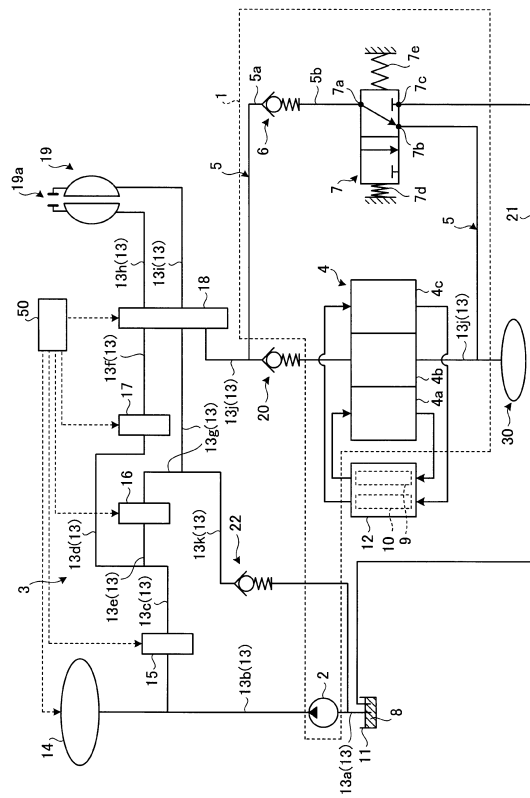 1
5a
5b
7a
7e
6
7c
7b
7
7d
5
5
21
19
19a
13h(13)
13i(13)
18
4
4c
13j(13)
4b
4a
13j(13)
30
20
50
13f(13)
17
13g(13)
16
13d(13)
13e(13)
13k(13)
22
12
10
9
3
13c(13)
15
13b(13)
2
14
13a(13)
11
8